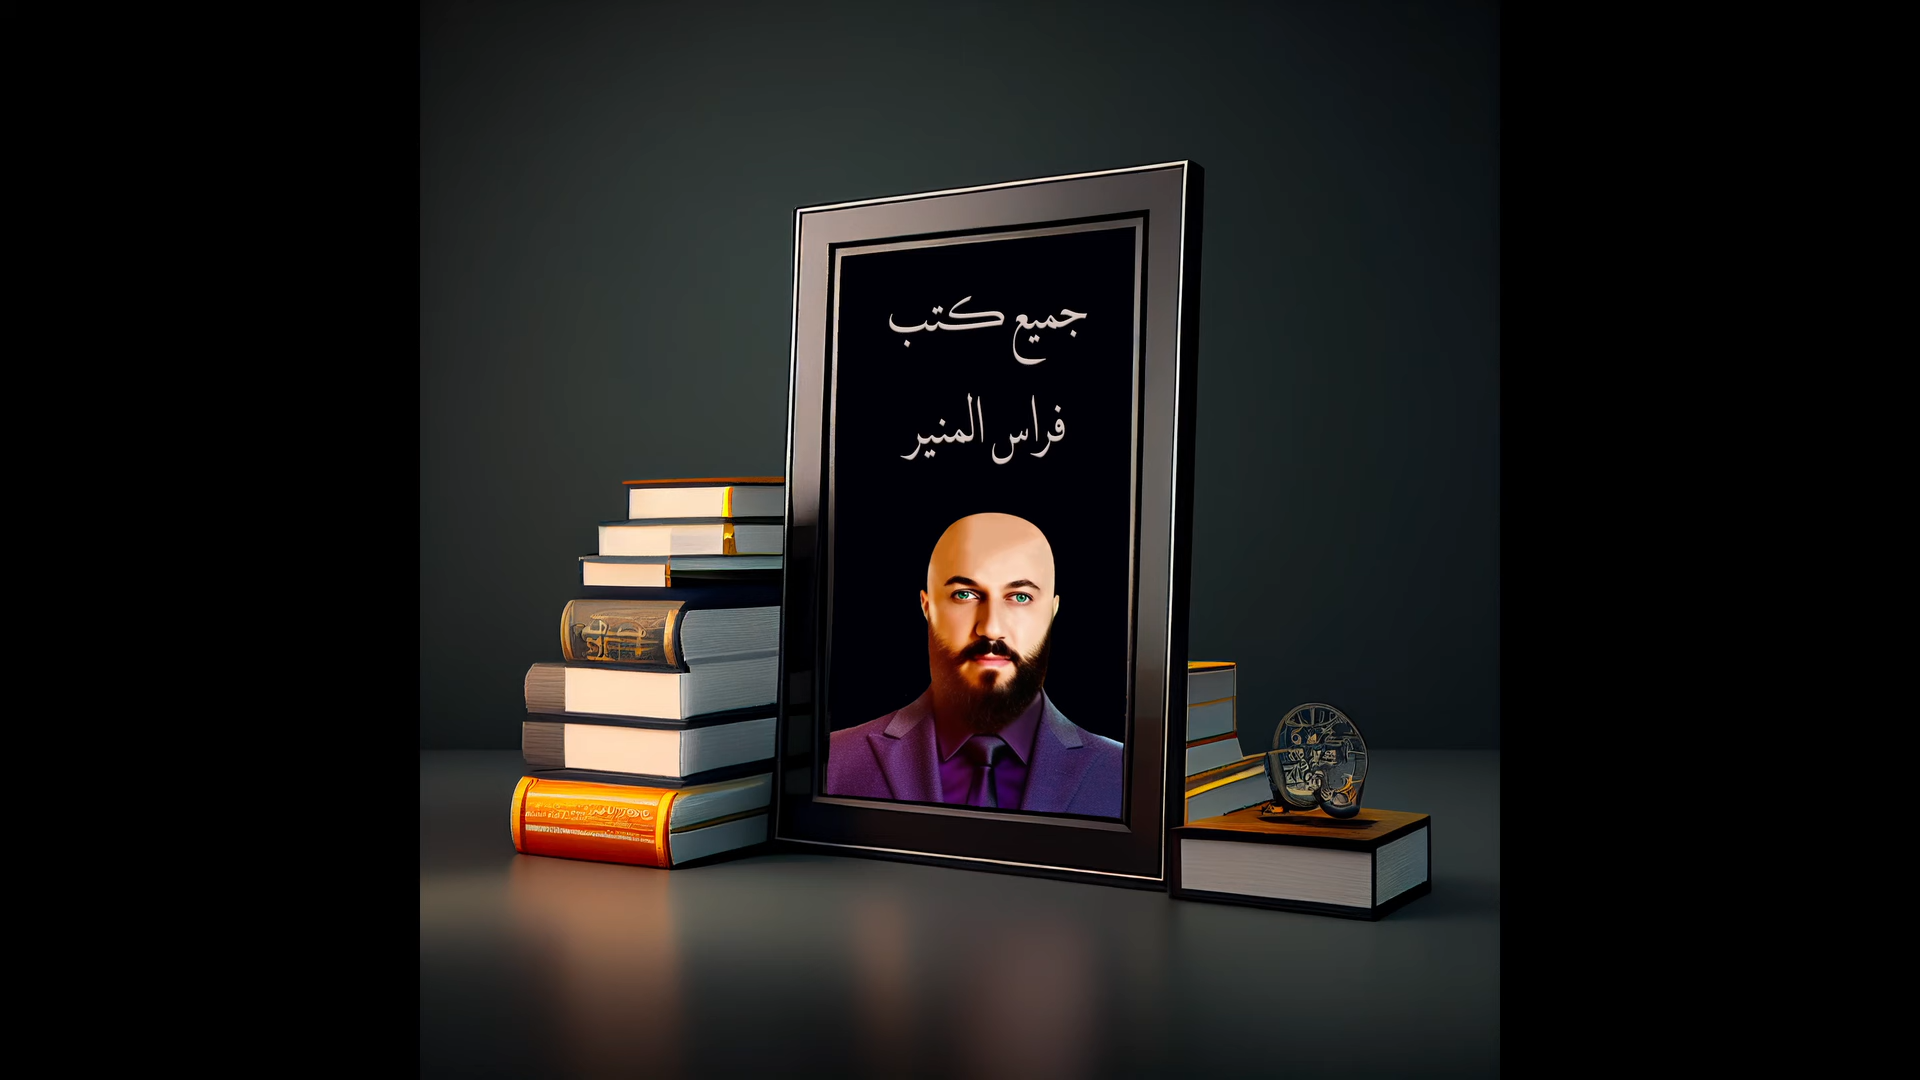 جميع كتب
فراس المنير